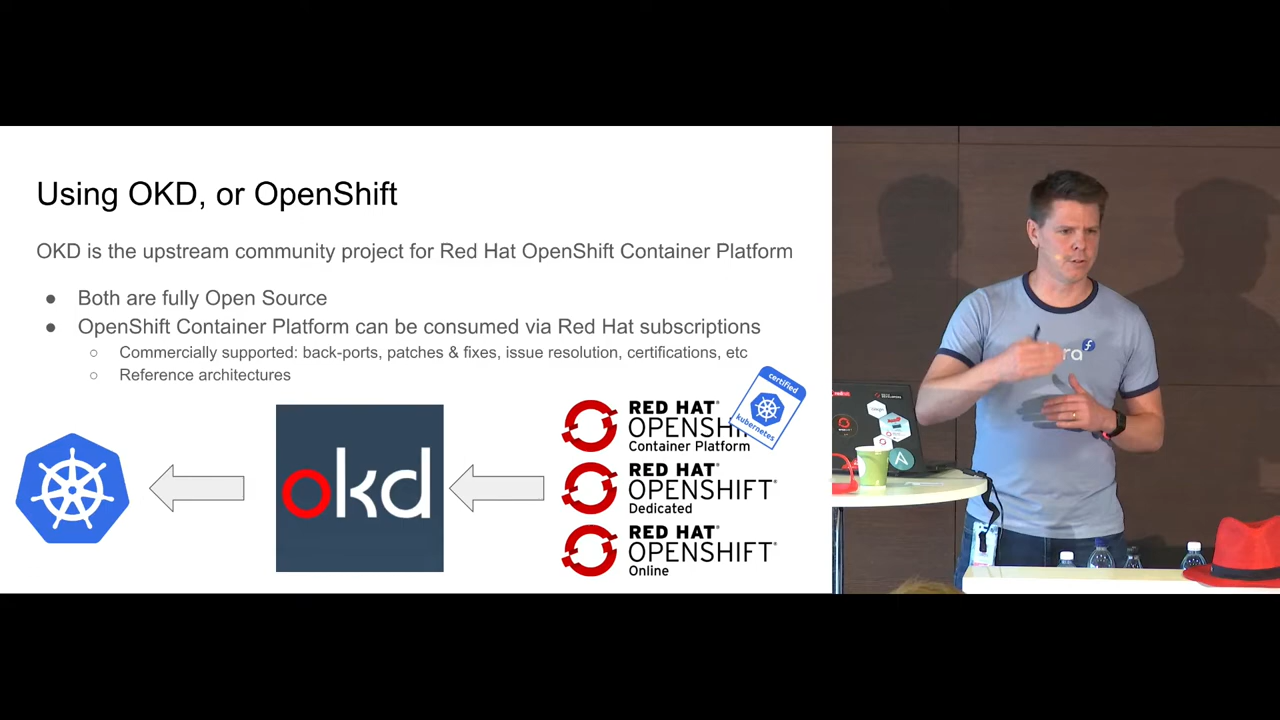 Using OKD, or OpenShift
OKD is the upstream community project for Red Hat OpenShift Container Platform
● Both are fully Open Source
● OpenShift Container Platform can be consumed via Red Hat subscriptions
○ Commercially supported: back-ports, patches & fixes, issue resolution, certifications, etc
○ Reference architectures
certified
kubernetes
okd
RED HAT®
OPENSHI
Container Platform
RED HAT®
OPENSHIFT®
Dedicated
RED HAT®
OPENSHIFT®
Online
ra